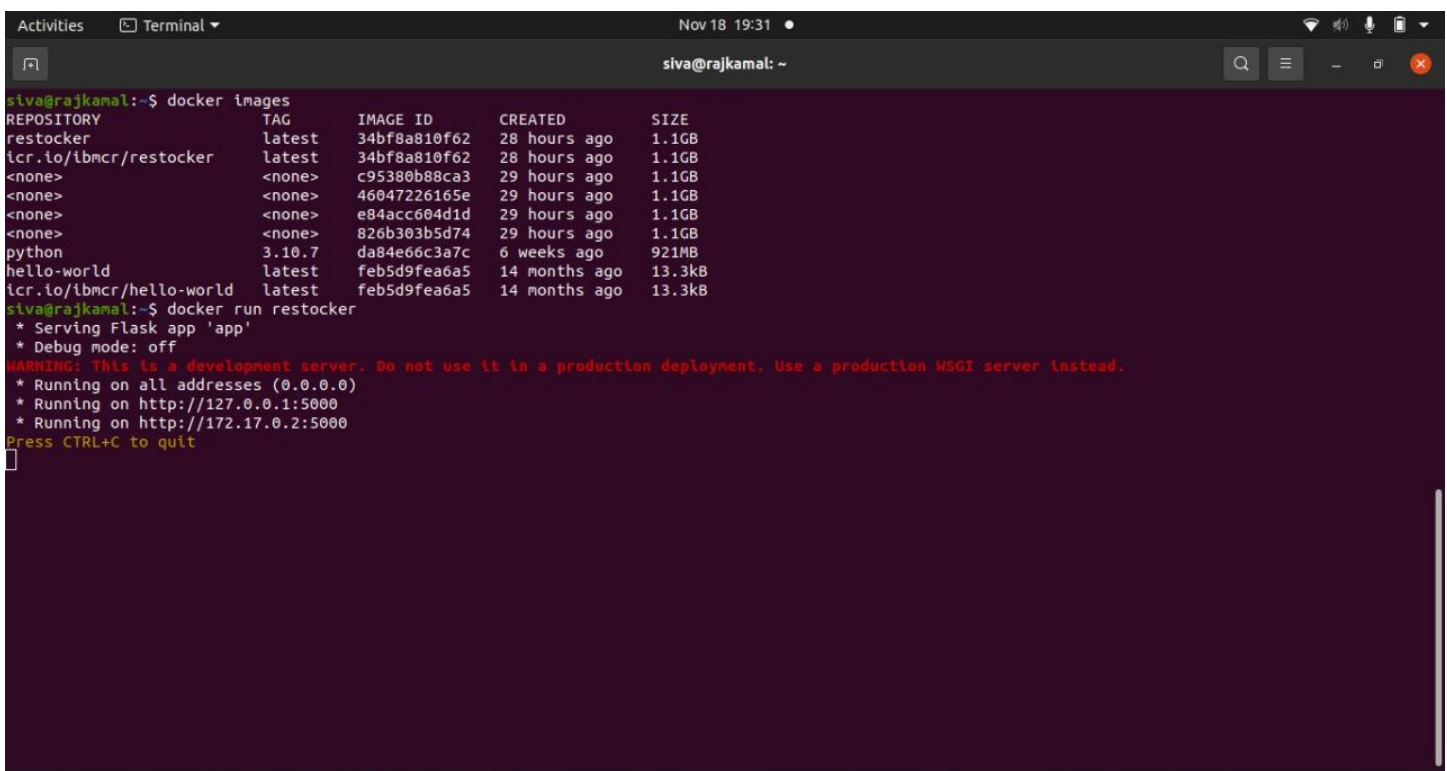 Activities Terminal Nov 18 19:31
siva@rajkamal: ~
siva@rajkamal:~$ docker images
REPOSITORY TAG IMAGE ID CREATED SIZE
restocker latest 34bf8a810f62 28 hours ago 1.1GB
icr.io/ibmcr/restocker latest 34bf8a810f62 28 hours ago 1.1GB
<none> <none> c95380b88ca3 29 hours ago 1.1GB
<none> <none> 46047226165e 29 hours ago 1.1GB
<none> <none> e84acc604d1d 29 hours ago 1.1GB
<none> <none> 826b303b5d74 29 hours ago 1.1GB
python 3.10.7 da84e66c3a7c 6 weeks ago 921MB
hello-world latest feb5d9fea6a5 14 months ago 13.3kB
icr.io/ibmcr/hello-world latest feb5d9fea6a5 14 months ago 13.3kB
siva@rajkamal:~$ docker run restocker
* Serving Flask app 'app'
* Debug mode: off
WARNING: This is a development server. Do not use it in a production deployment. Use a production WSGI server instead.
* Running on all addresses (0.0.0.0)
* Running on http://127.0.0.1:5000
* Running on http://172.17.0.2:5000
Press CTRL+C to quit